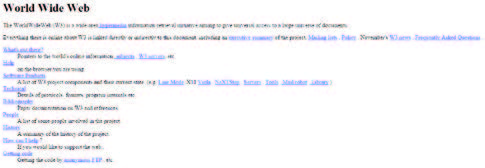 World Wide Web
The WorldWideWeb (W3) is a wide-area hypermedia information retrieval initiative aiming to give universal access to a large universe of documents.
Everything there is online about W3 is linked directly or indirectly to this document, including an executive summary of the project, Mailing lists, Policy, November's W3 news, Frequently Asked Questions.
What's out there?
Pointers to the world's online information, subjects, W3 servers, etc.
Help
on the browser you are using
Software Products
A list of W3 project components and their current state. (e.g. Line Mode, X11 Viola, NeXTStep, Servers, Tools, Mail robot, Library)
Technical
Details of protocols, formats, program internals etc
Bibliography
Paper documentation on W3 and references.
People
A list of some people involved in the project.
History
A summary of the history of the project.
How can I help ?
If you would like to support the web..
Getting code
Getting the code by anonymous FTP, etc.